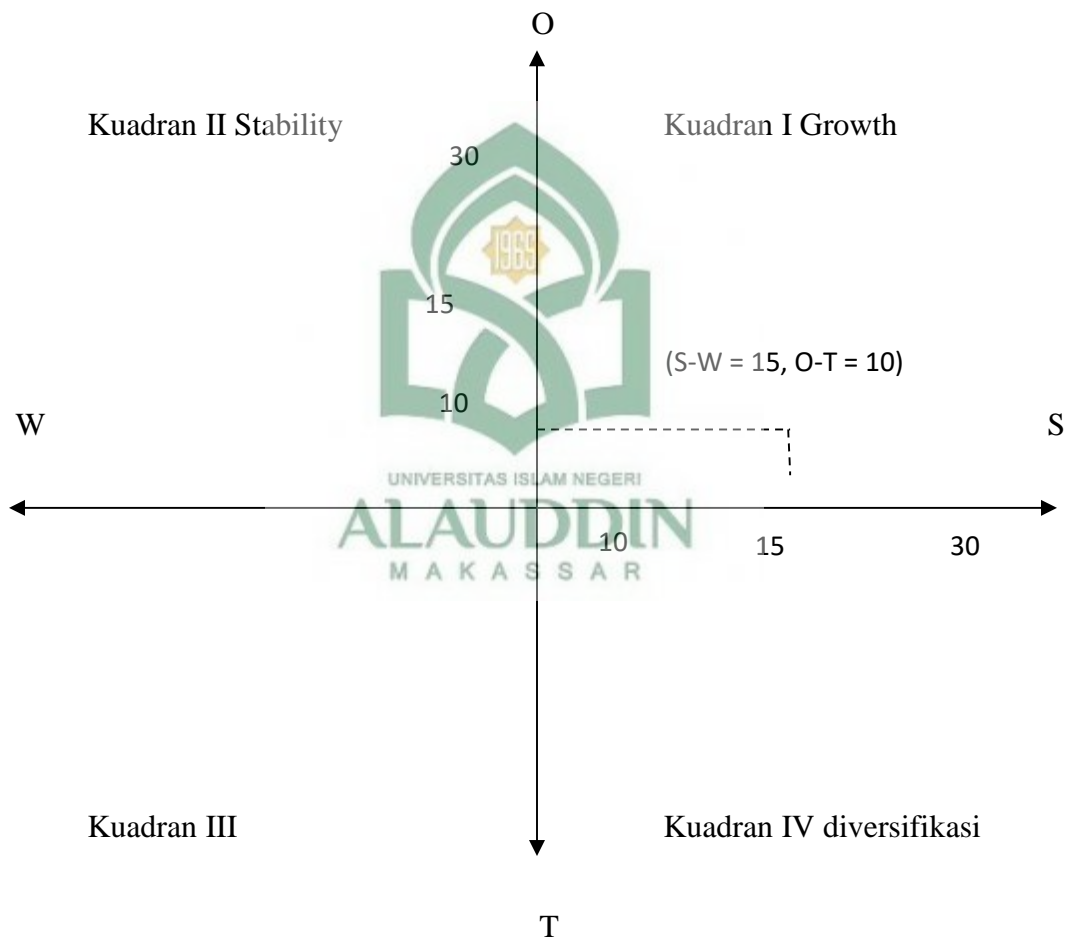 O
Kuadran II Stability
Kuadran I Growth
30
1965
15
(S-W = 15, O-T = 10)
10
W
S
UNIVERSITAS ISLAM NEGERI
ALAUDDIN
10
15
30
MAKASSAR
Kuadran III
Kuadran IV diversifikasi
T